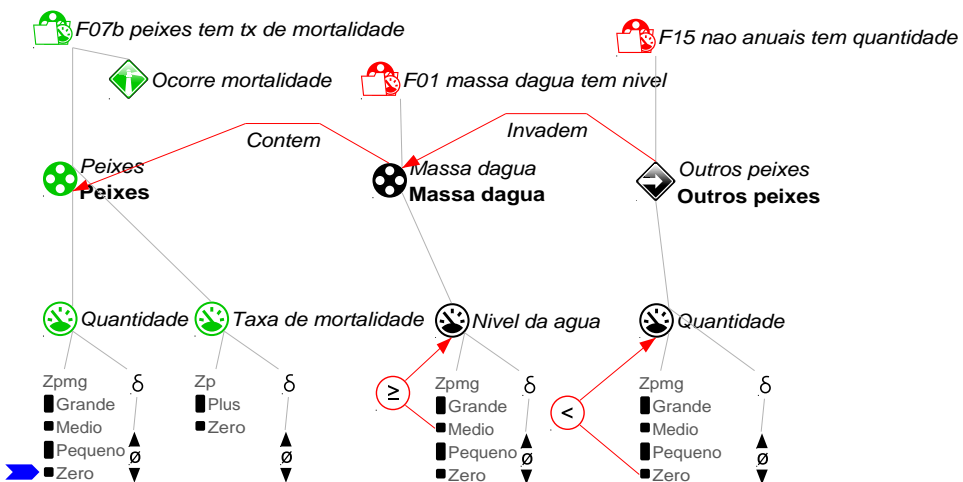 F07b peixes tem tx de mortalidade
F15 nao anuais tem quantidade
Ocorre mortalidade
F01 massa dagua tem nivel
Contem
Invadem
Peixes
Peixes
Massa dagua
Massa dagua
Outros peixes
Outros peixes
Quantidade
Taxa de mortalidade
Nivel da agua
Quantidade
Zpmg δ
Grande
Medio
Pequeno ø
Zero
Zp δ
Plus
Zero
ø
≥
Zpmg δ
Grande
Medio
Pequeno ø
Zero
<
Zpmg δ
Grande
Medio
Pequeno ø
Zero